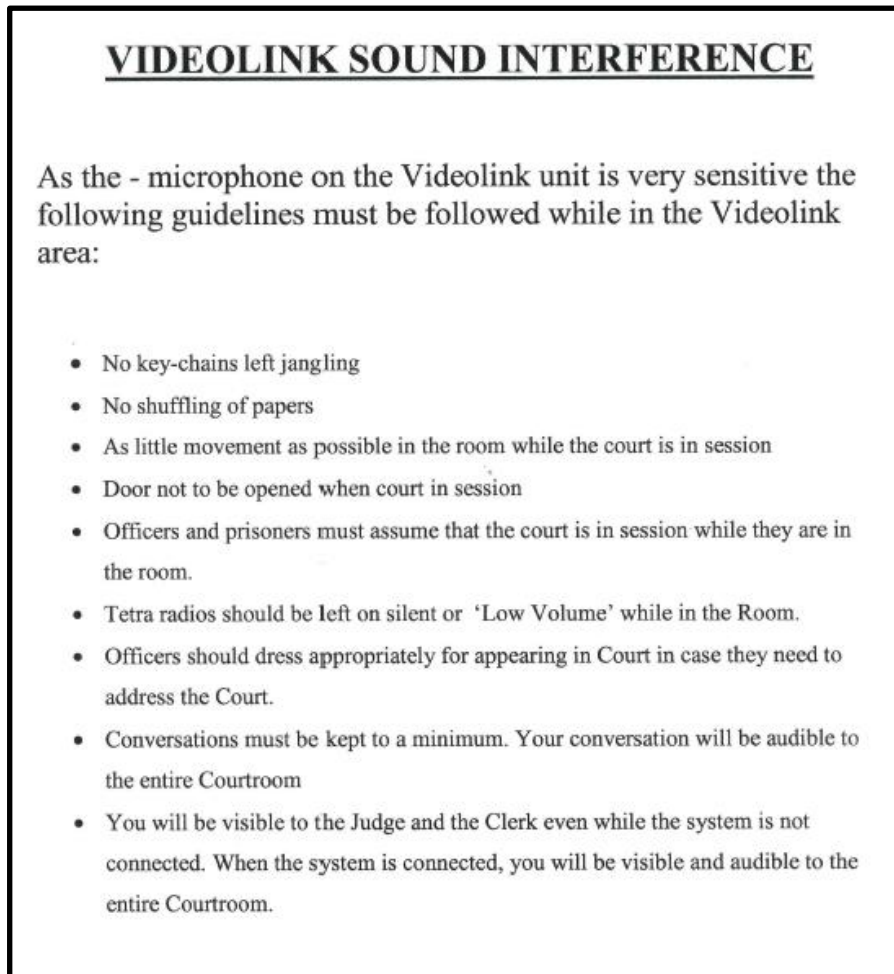 VIDEOLINK SOUND INTERFERENCE
As the - microphone on the Videolink unit is very sensitive the
following guidelines must be followed while in the Videolink
area:
• No key-chains left jangling
• No shuffling of papers
• As little movement as possible in the room while the court is in session
• Door not to be opened when court in session
• Officers and prisoners must assume that the court is in session while they are in
the room.
• Tetra radios should be left on silent or ‘Low Volume’ while in the Room.
• Officers should dress appropriately for appearing in Court in case they need to
address the Court.
• Conversations must be kept to a minimum. Your conversation will be audible to
the entire Courtroom
• You will be visible to the Judge and the Clerk even while the system is not
connected. When the system is connected, you will be visible and audible to the
entire Courtroom.